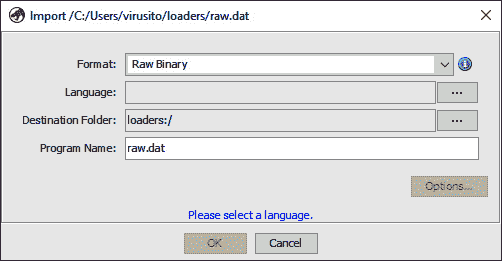 Import /C:/Users/virusito/loaders/raw.dat
Format: Raw Binary
Language: ...
Destination Folder: loaders:/ ...
Program Name: raw.dat
Options...
Please select a language.
OK Cancel